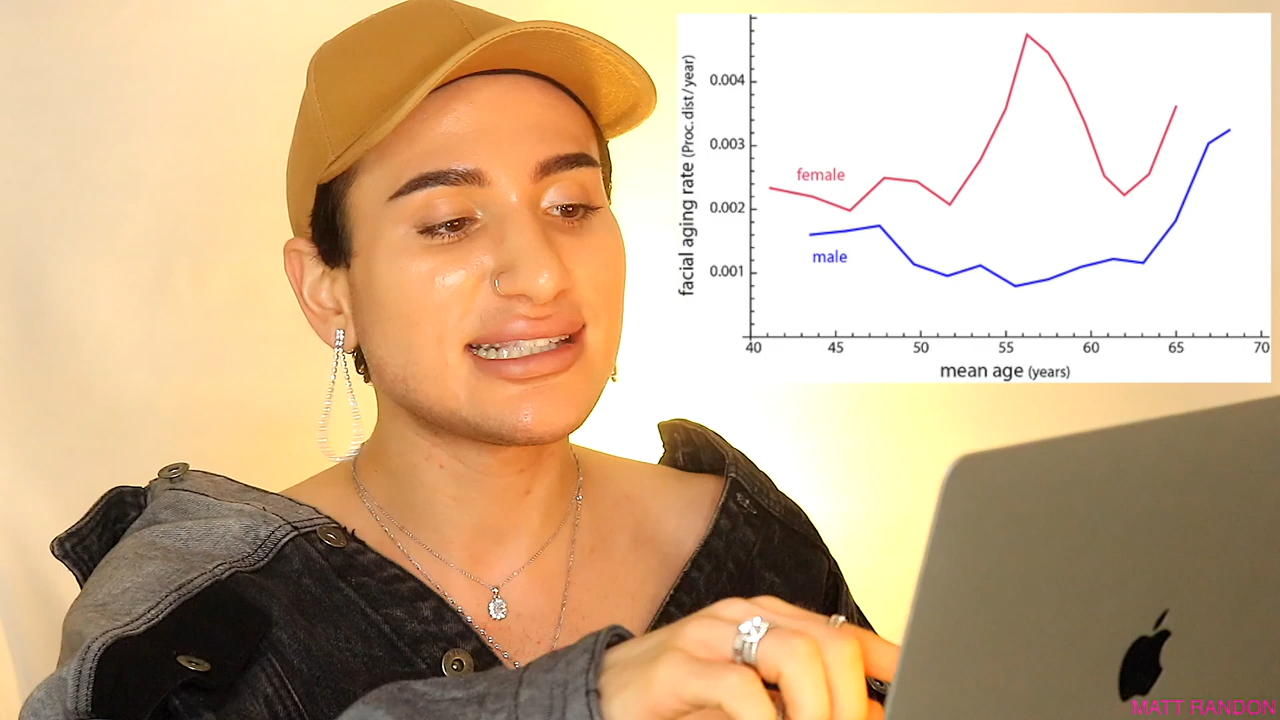 facial aging rate (Proc.dist/year)
0.004
0.003
0.002
0.001
female
male
40 45 50 55 60 65 70
mean age (years)
MATT RANDON